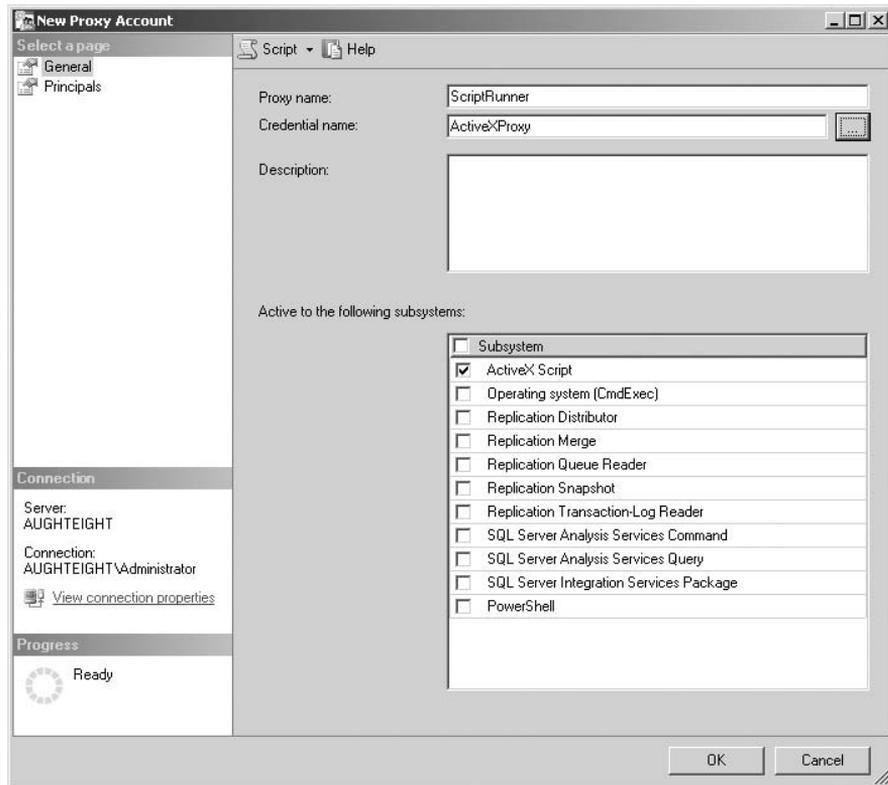 New Proxy Account
Select a page
General
Principals
Script
Help
Proxy name:
ScriptRunner
Credential name:
ActiveXProxy
...
Description:
Active to the following subsystems:
Subsystem
ActiveX Script
Operating system (CmdExec)
Replication Distributor
Replication Merge
Replication Queue Reader
Replication Snapshot
Replication Transaction-Log Reader
SQL Server Analysis Services Command
SQL Server Analysis Services Query
SQL Server Integration Services Package
PowerShell
Connection
Server:
AUGHTEIGHT
Connection:
AUGHTEIGHT\Administrator
View connection properties
Progress
Ready
OK
Cancel